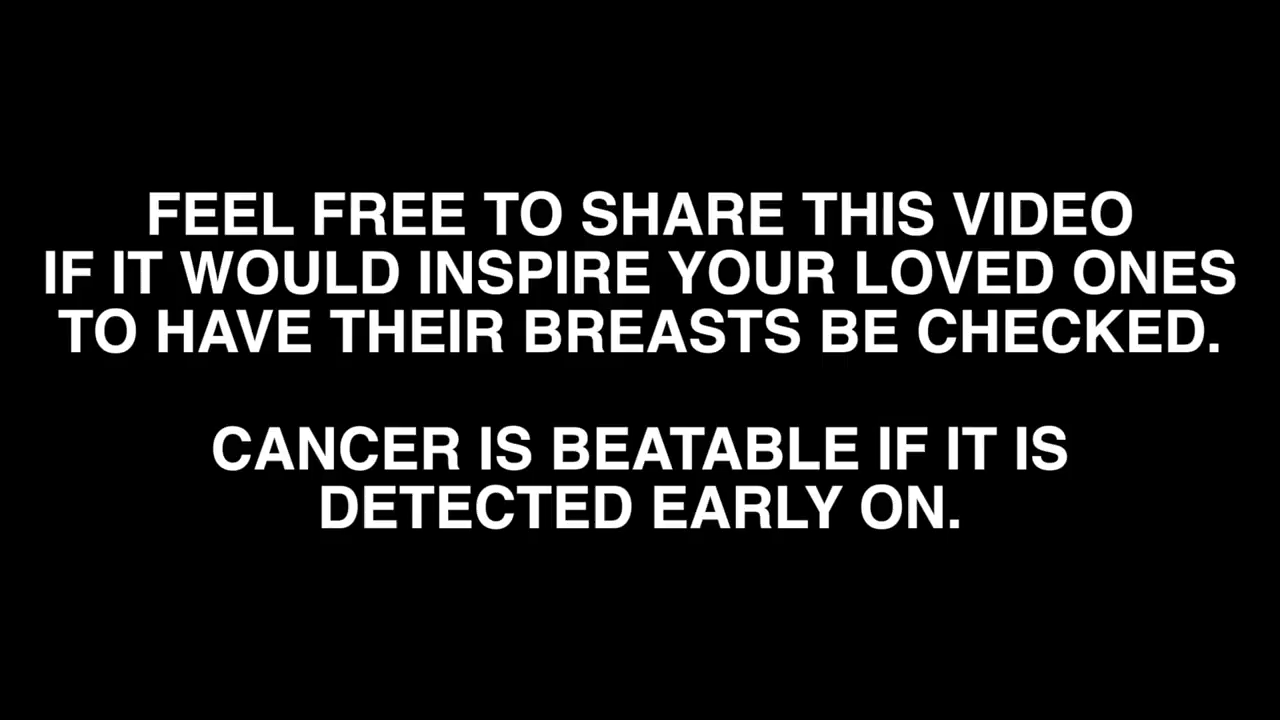 FEEL FREE TO SHARE THIS VIDEO
IF IT WOULD INSPIRE YOUR LOVED ONES
TO HAVE THEIR BREASTS BE CHECKED.
CANCER IS BEATABLE IF IT IS
DETECTED EARLY ON.